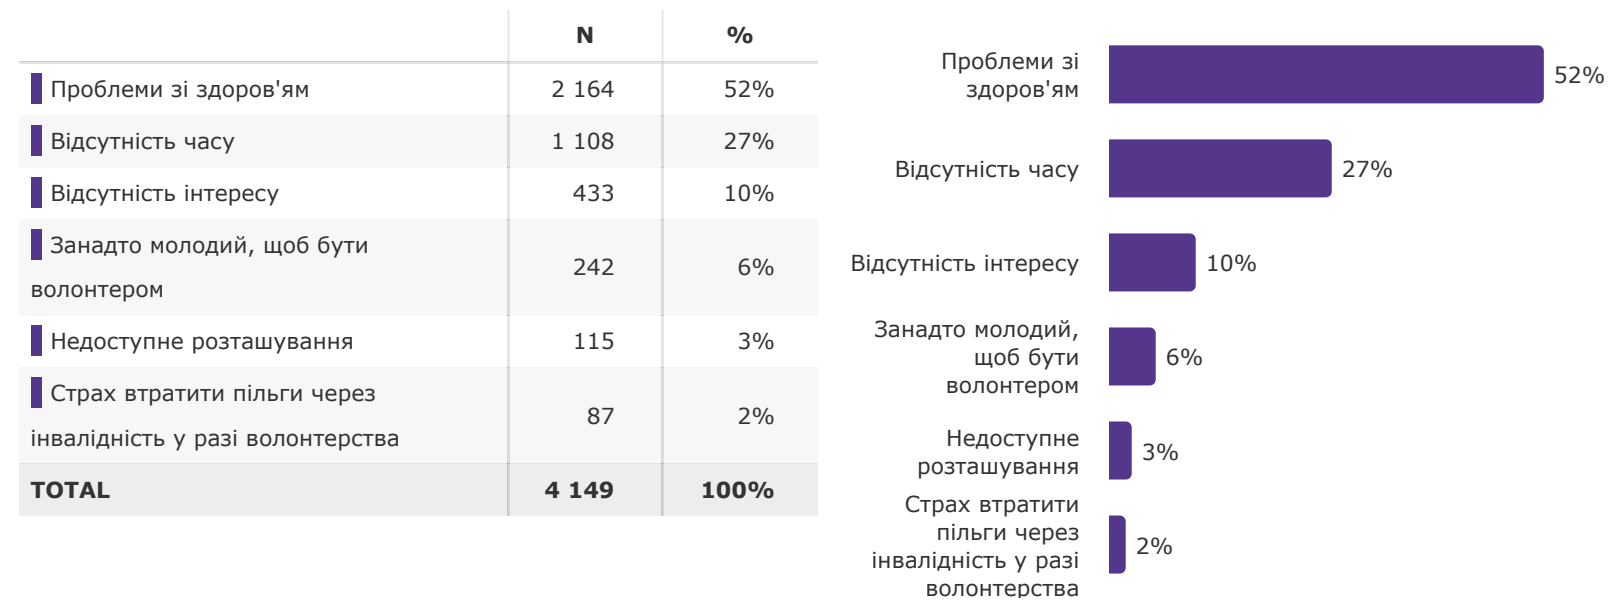 N %
Проблеми зі здоров'ям 2 164 52%
Відсутність часу 1 108 27%
Відсутність інтересу 433 10%
Занадто молодий, щоб бути
волонтером 242 6%
Недоступне розташування 115 3%
Страх втратити пільги через
інвалідність у разі волонтерства 87 2%
TOTAL 4 149 100%
Проблеми зі
здоров'ям
52%
Відсутність часу
27%
Відсутність інтересу
10%
Занадто молодий,
щоб бути
волонтером
6%
Недоступне
розташування
3%
Страх втратити
пільги через
інвалідність у разі
волонтерства
2%